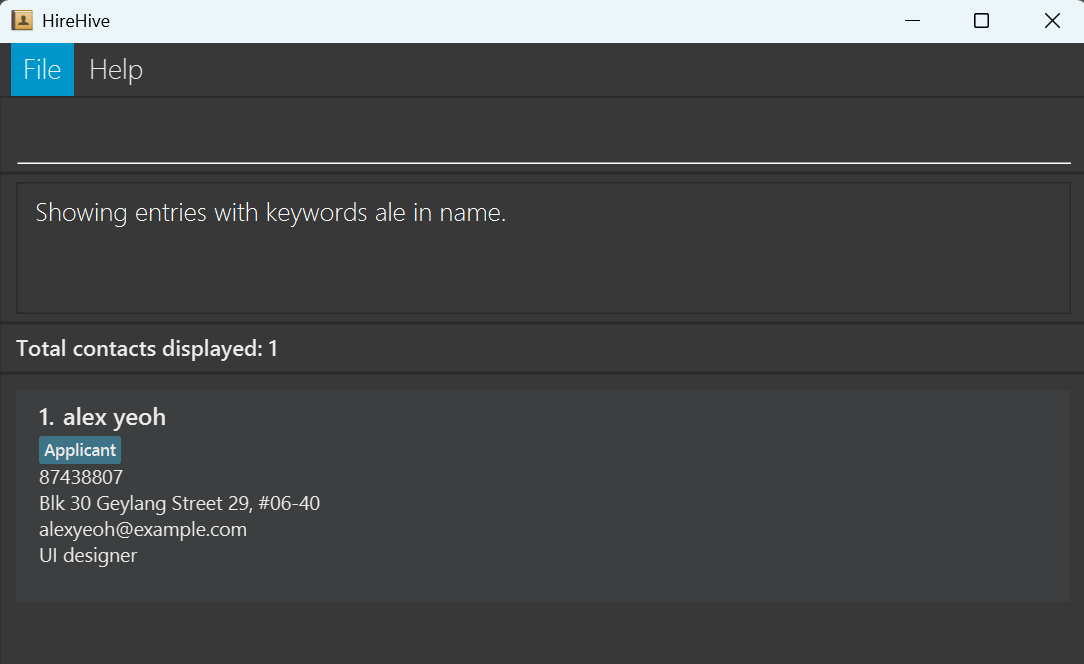 HireHive
File Help
Showing entries with keywords ale in name.
Total contacts displayed: 1
1. alex yeoh
Applicant
87438807
Blk 30 Geylang Street 29, #06-40
alexyeoh@example.com
UI designer